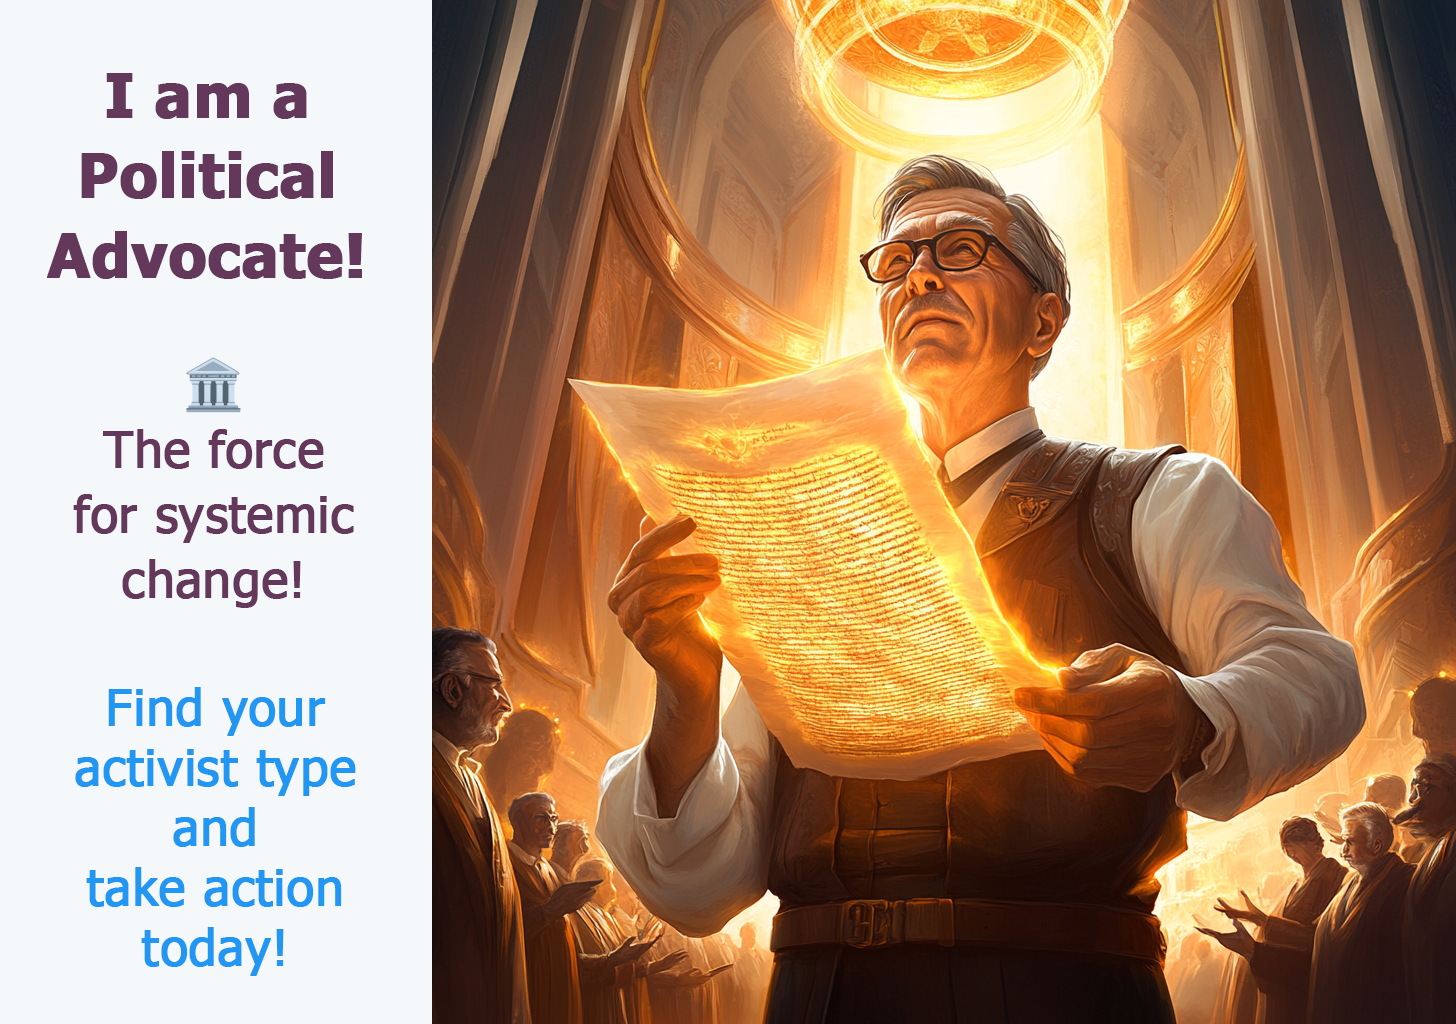 I am a
Political
Advocate!
The force
for systemic
change!
Find your
activist type
and
take action
today!